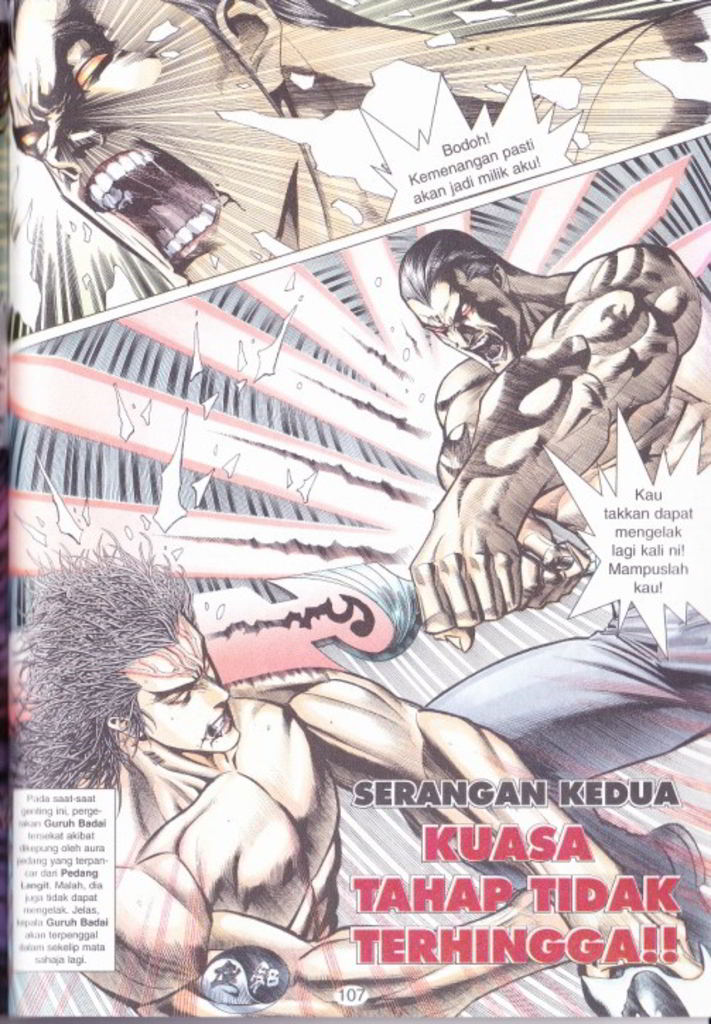 Bodoh!
Kemenangan pasti
akan jadi milik aku!
Kau
takkan dapat
mengelak
lagi kali ni!
Mampuslah
kau!
Pada saat-saat
genting ini, perge-
rakan Guruh Badai
tersekat akibat
dikepung oleh aura
pedang yang terpan-
car dari Pedang
Langit. Malah, dia
juga tidak dapat
mengelak. Jelas,
kepala Guruh Badai
akan terpenggal
dalam sekelip mata
sahaja lagi.
SERANGAN KEDUA
KUASA
TAHAP TIDAK
TERHINGGA!!
107